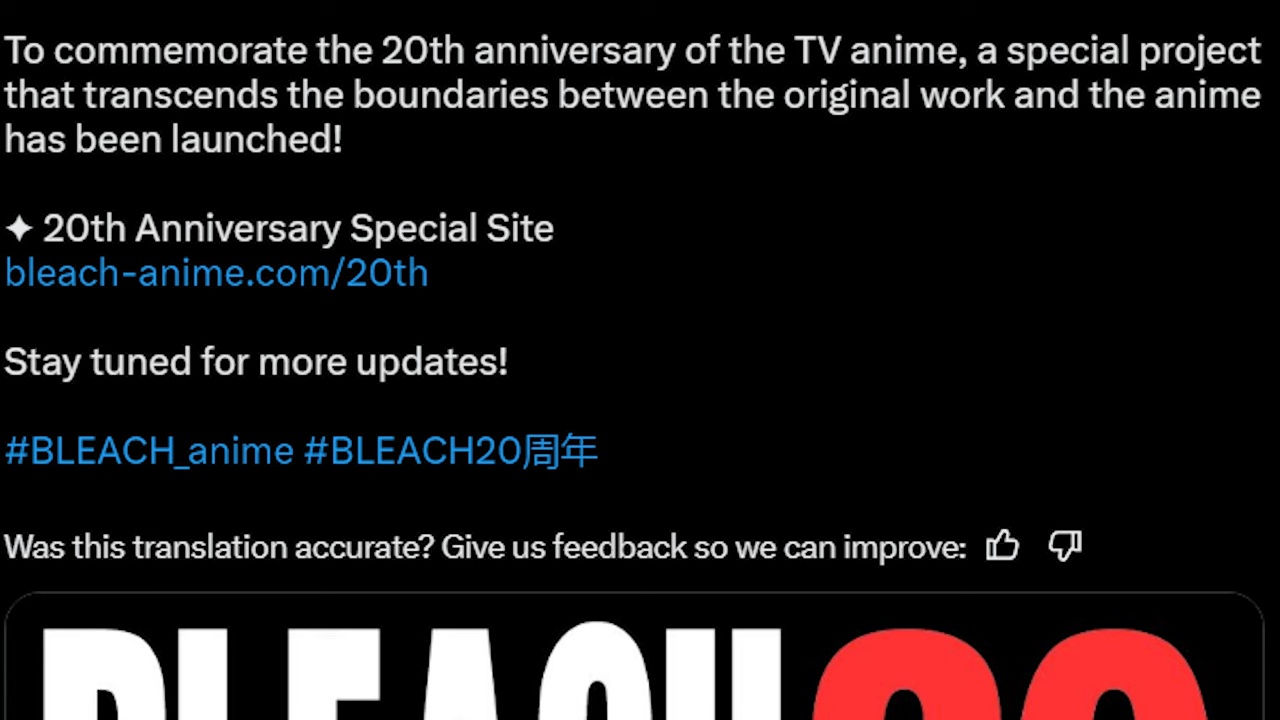 To commemorate the 20th anniversary of the TV anime, a special project
that transcends the boundaries between the original work and the anime
has been launched!
✦ 20th Anniversary Special Site
bleach-anime.com/20th
Stay tuned for more updates!
#BLEACH_anime #BLEACH20周年
Was this translation accurate? Give us feedback so we can improve:
BLEACH